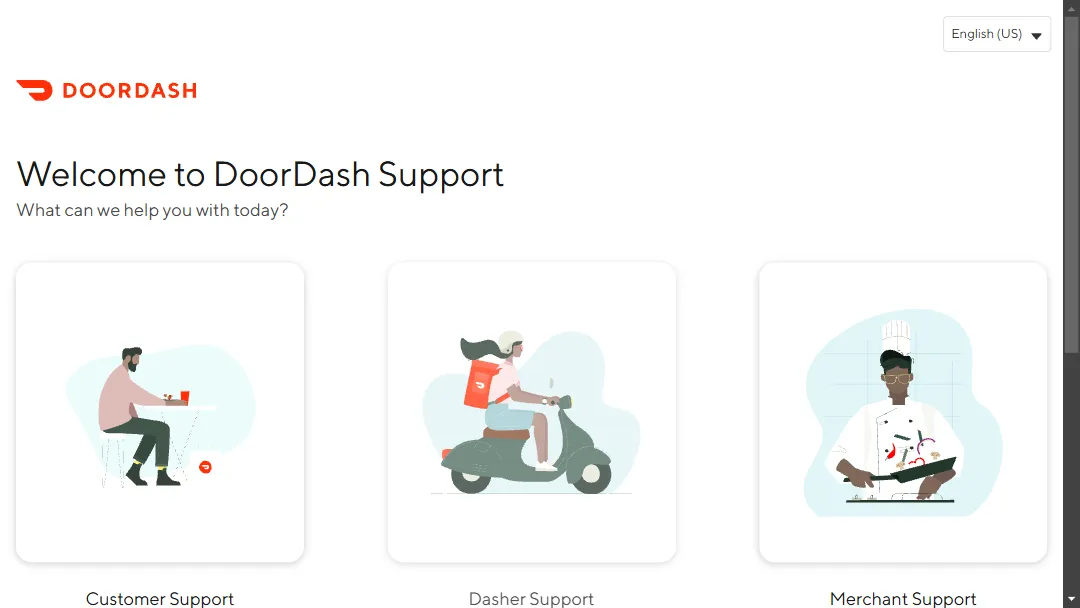 English (US)
DOORDASH
Welcome to DoorDash Support
What can we help you with today?
Customer Support
Dasher Support
Merchant Support